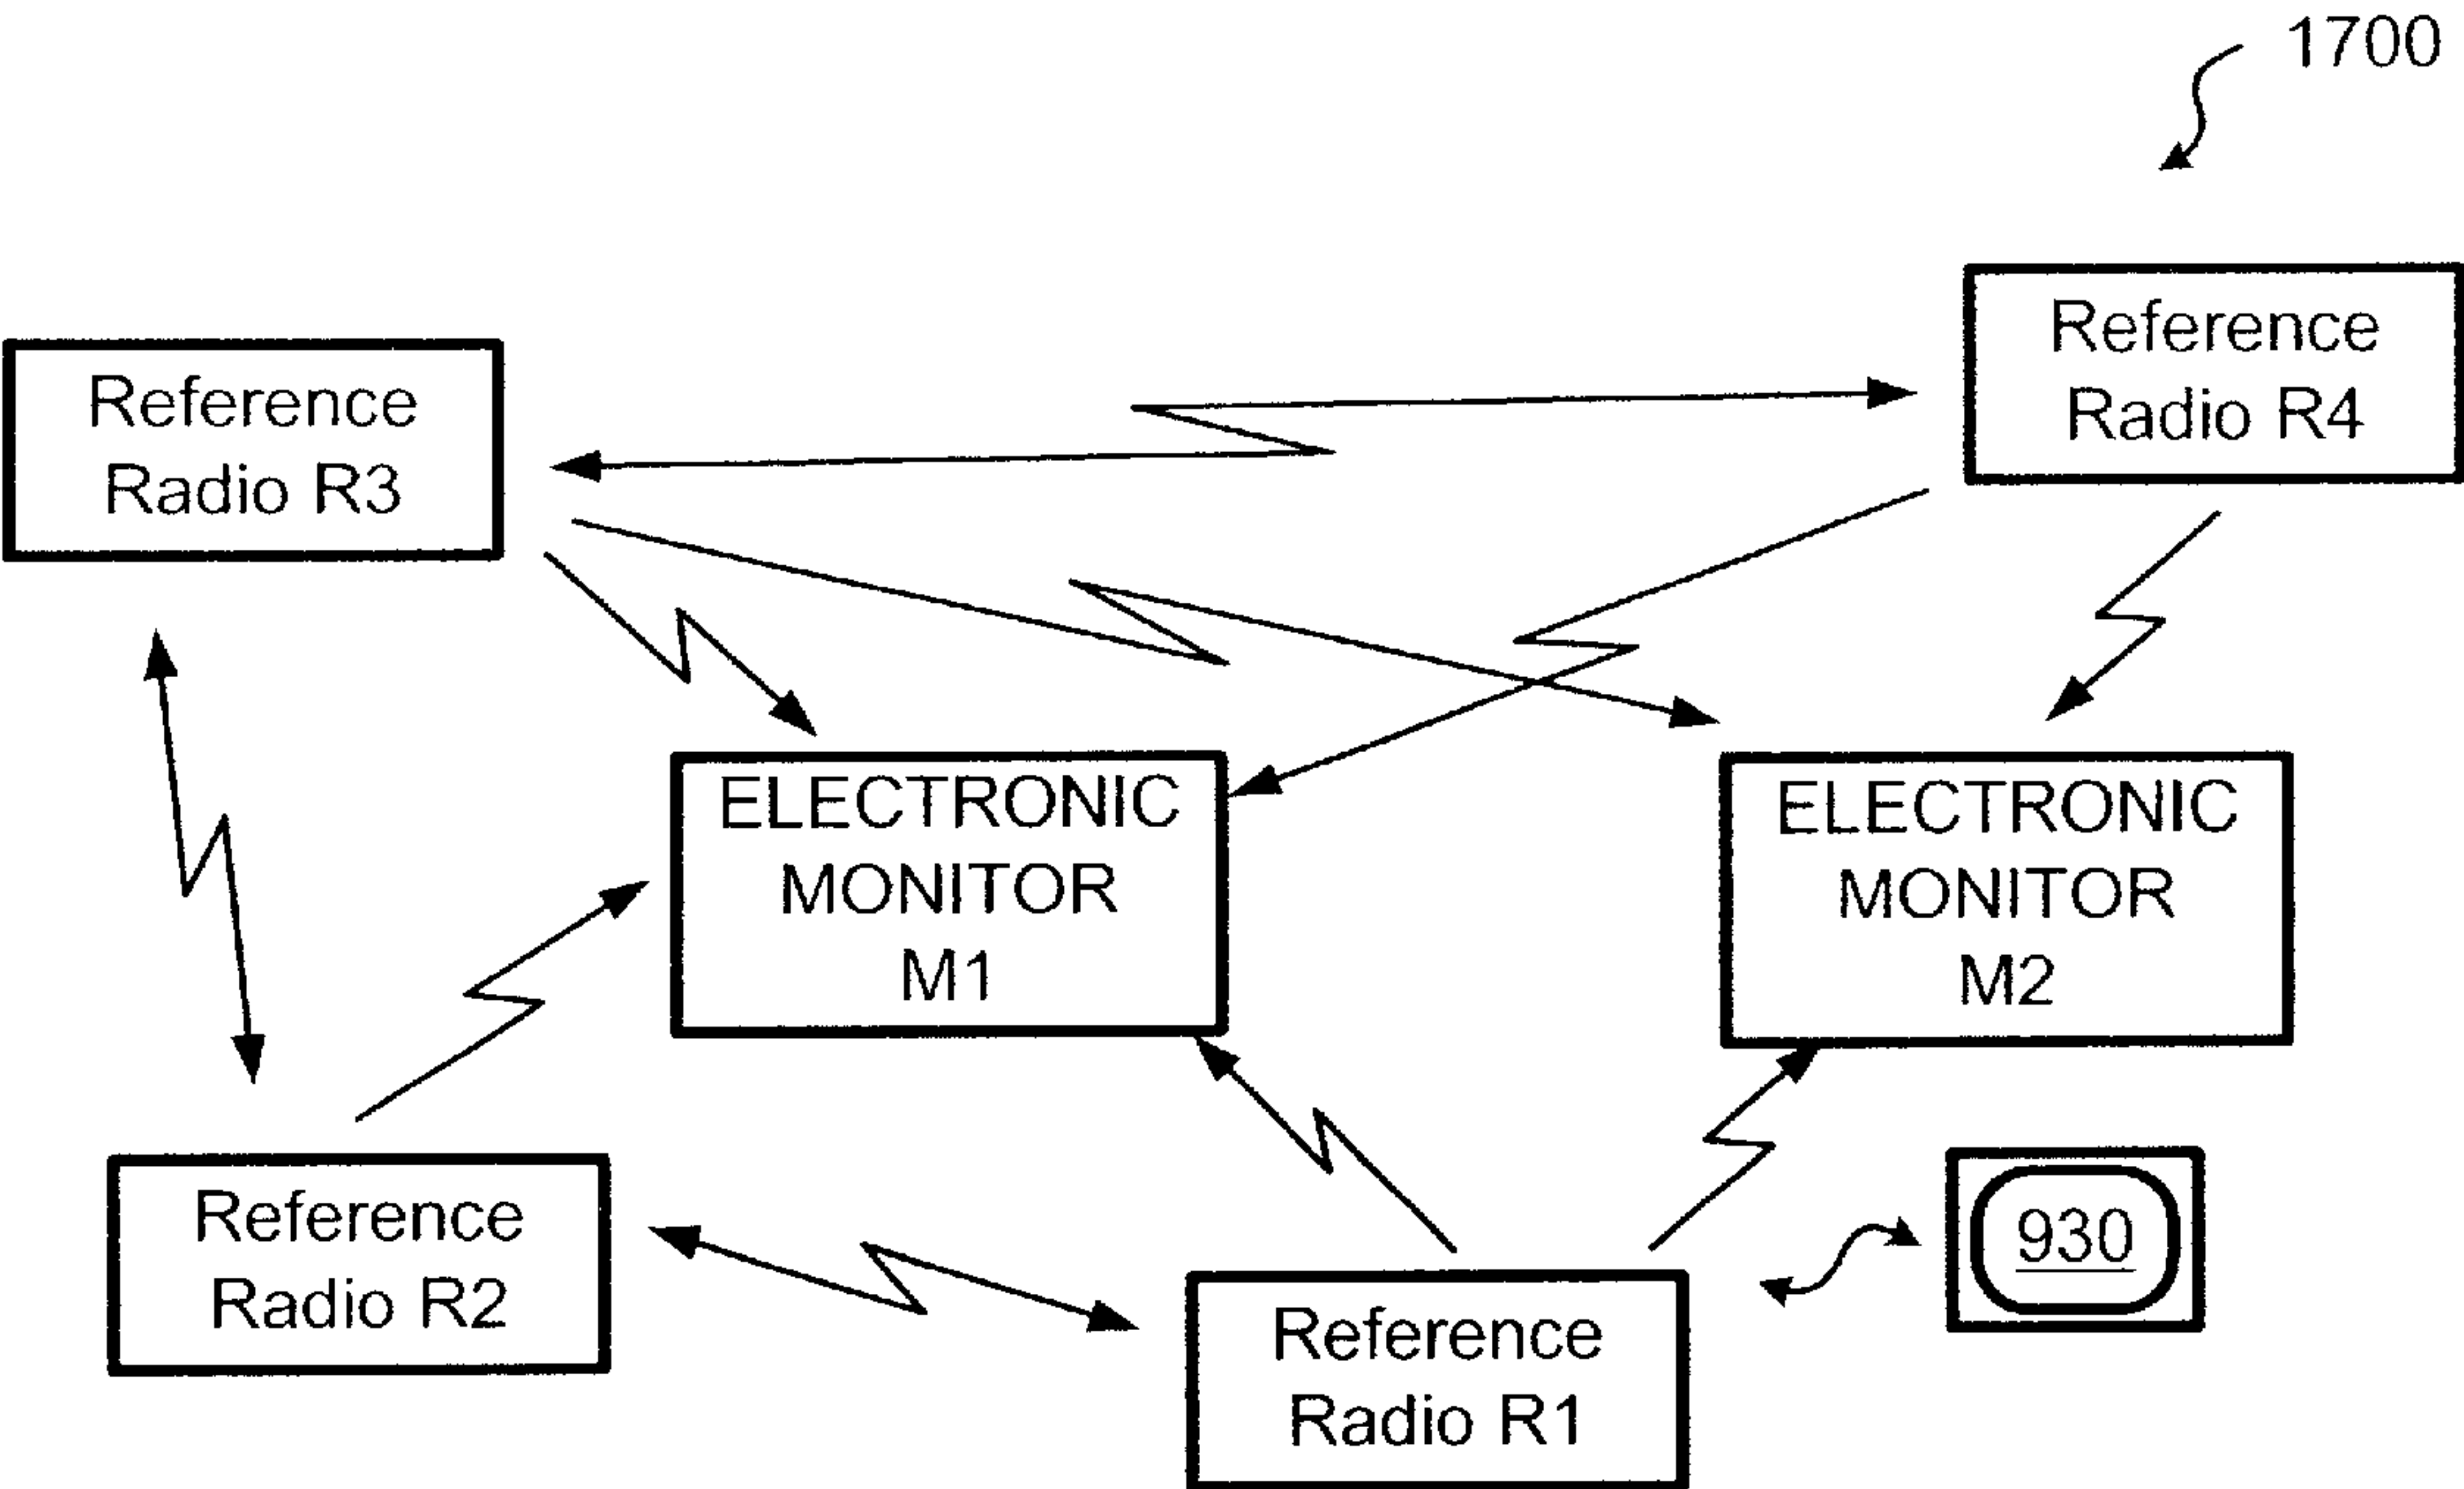 1700
Reference
Radio R4
Reference
Radio R3
ELECTRONIC
MONITOR
M1
ELECTRONIC
MONITOR
M2
Reference
Radio R2
930
Reference
Radio R1